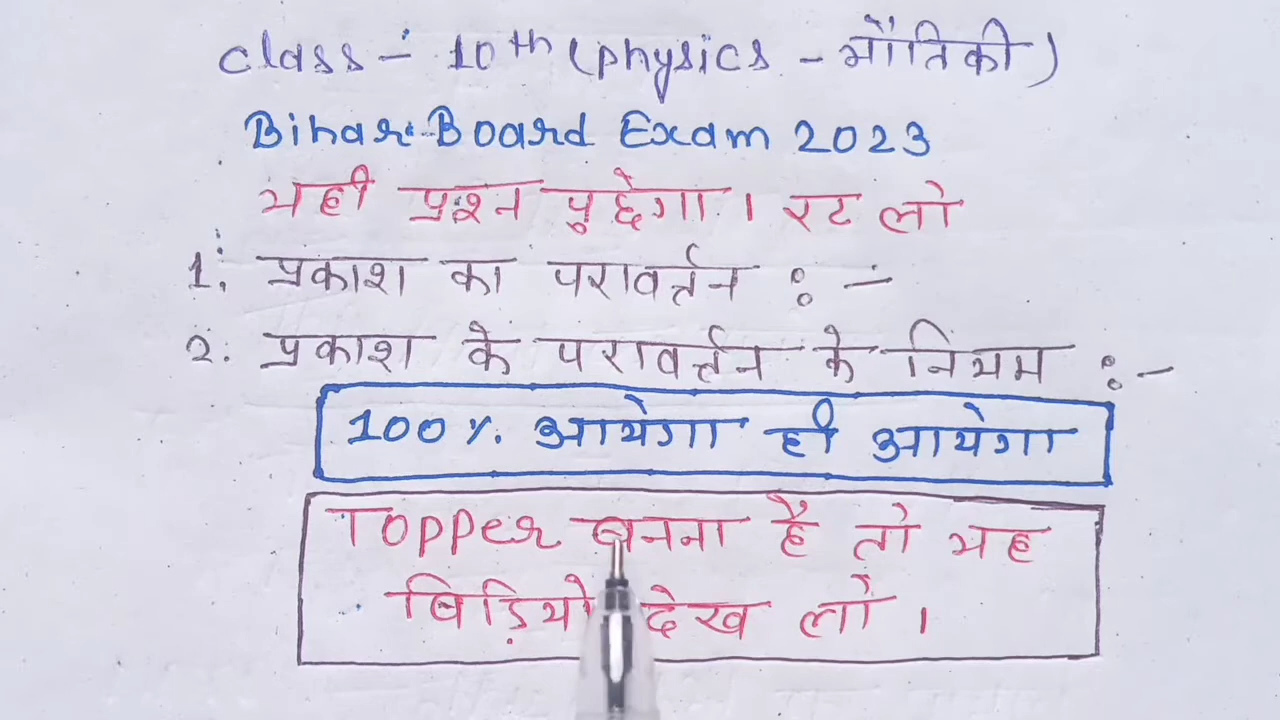 Class - 10th (physics - भौतिकी)
Bihar Board Exam 2023
यही प्रश्न पुछेगा । रट लो
1. प्रकाश का परावर्त्तन : -
2. प्रकाश के परावर्त्तन के नियम : -
100 %. आयेगा ही आयेगा
Topper बनना है तो यह
बिड़ियो देख लो ।